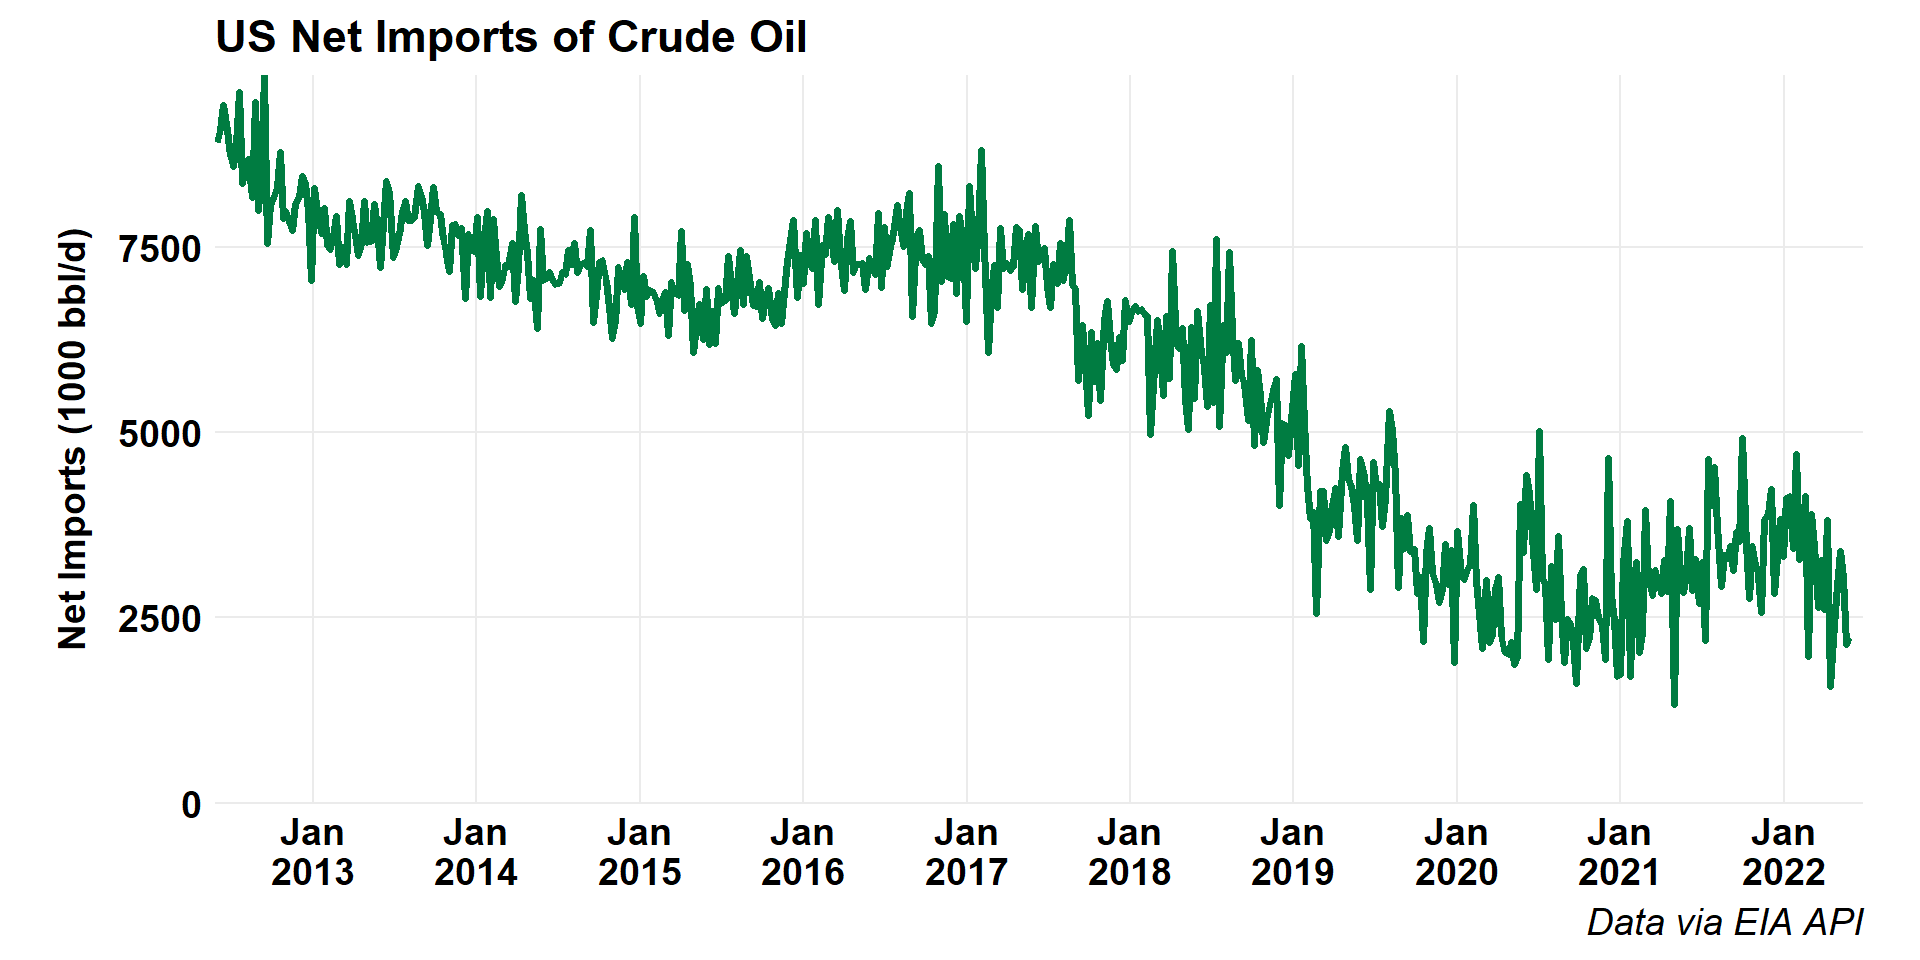 US Net Imports of Crude Oil
Net Imports (1000 bbl/d)
7500
5000
2500
0
Jan Jan Jan Jan Jan Jan Jan Jan Jan Jan
2013 2014 2015 2016 2017 2018 2019 2020 2021 2022
Data via EIA API